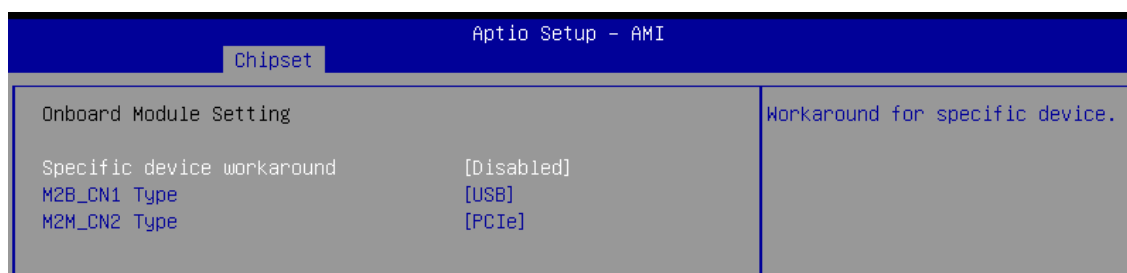 Aptio Setup – AMI
Chipset
Onboard Module Setting
Workaround for specific device.
Specific device workaround [Disabled]
M2B_CN1 Type [USB]
M2M_CN2 Type [PCIe]